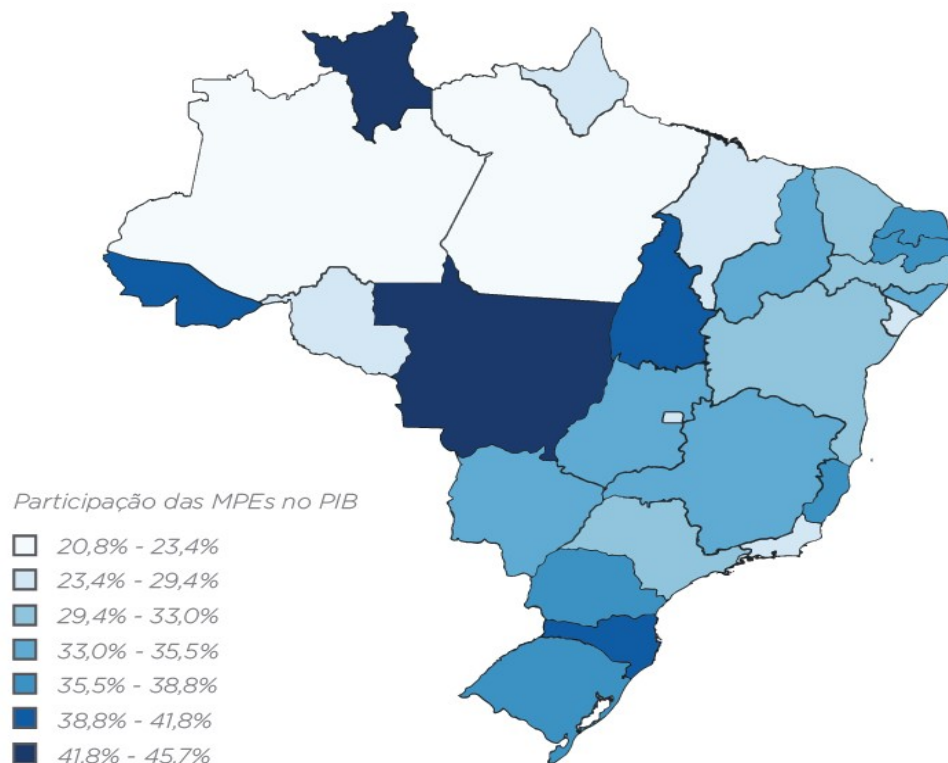 Participação das MPEs no PIB
20,8% - 23,4%
23,4% - 29,4%
29,4% - 33,0%
33,0% - 35,5%
35,5% - 38,8%
38,8% - 41,8%
41,8% - 45,7%